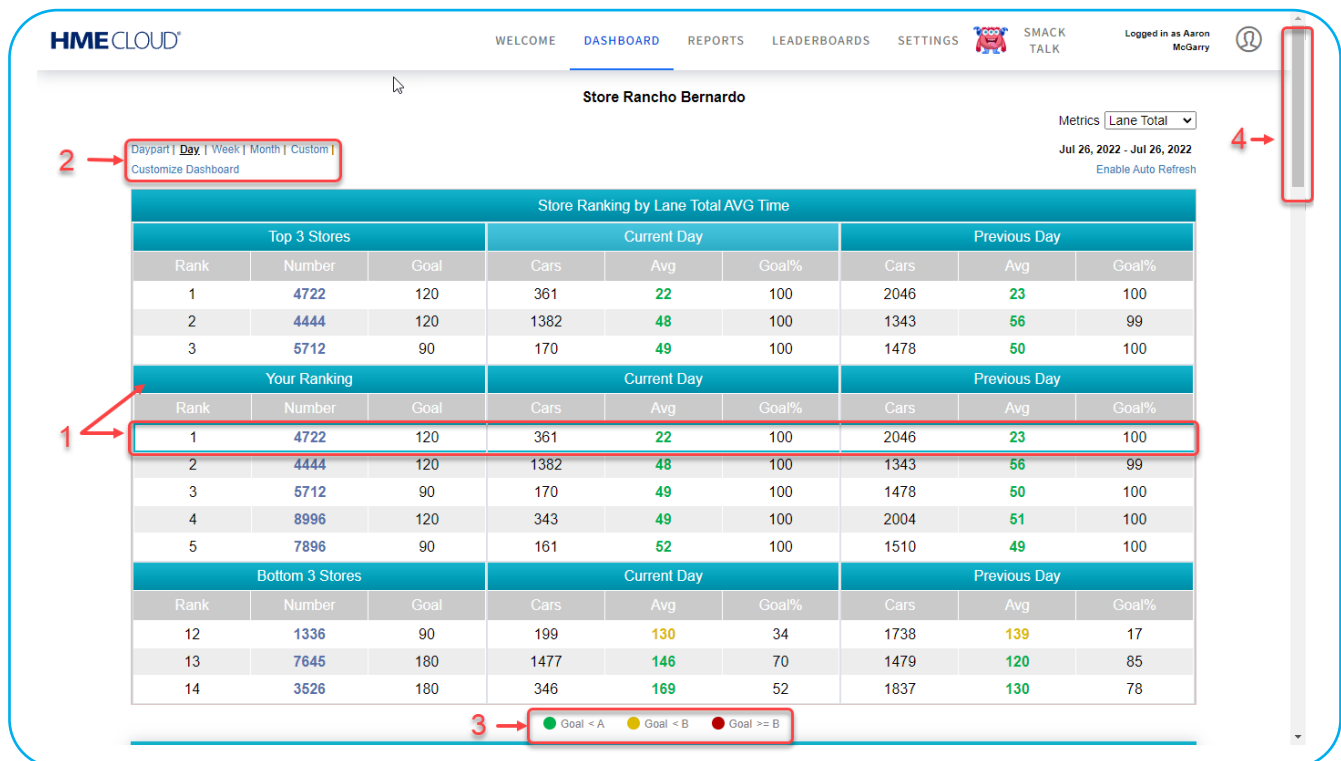 HME CLOUD®
WELCOME DASHBOARD REPORTS LEADERBOARDS SETTINGS SMACK TALK Logged in as Aaron McGarry
Store Rancho Bernardo
Metrics Lane Total
4
2
Daypart | Day | Week | Month | Custom |
Customize Dashboard
Jul 26, 2022 - Jul 26, 2022
Enable Auto Refresh
Store Ranking by Lane Total AVG Time
Top 3 Stores Current Day Previous Day
Rank Number Goal Cars Avg Goal% Cars Avg Goal%
1 4722 120 361 22 100 2046 23 100
2 4444 120 1382 48 100 1343 56 99
3 5712 90 170 49 100 1478 50 100
Your Ranking Current Day Previous Day
Rank Number Goal Cars Avg Goal% Cars Avg Goal%
1
1 4722 120 361 22 100 2046 23 100
2 4444 120 1382 48 100 1343 56 99
3 5712 90 170 49 100 1478 50 100
4 8996 120 343 49 100 2004 51 100
5 7896 90 161 52 100 1510 49 100
Bottom 3 Stores Current Day Previous Day
Rank Number Goal Cars Avg Goal% Cars Avg Goal%
12 1336 90 199 130 34 1738 139 17
13 7645 180 1477 146 70 1479 120 85
14 3526 180 346 169 52 1837 130 78
3
Goal < A Goal < B Goal >= B